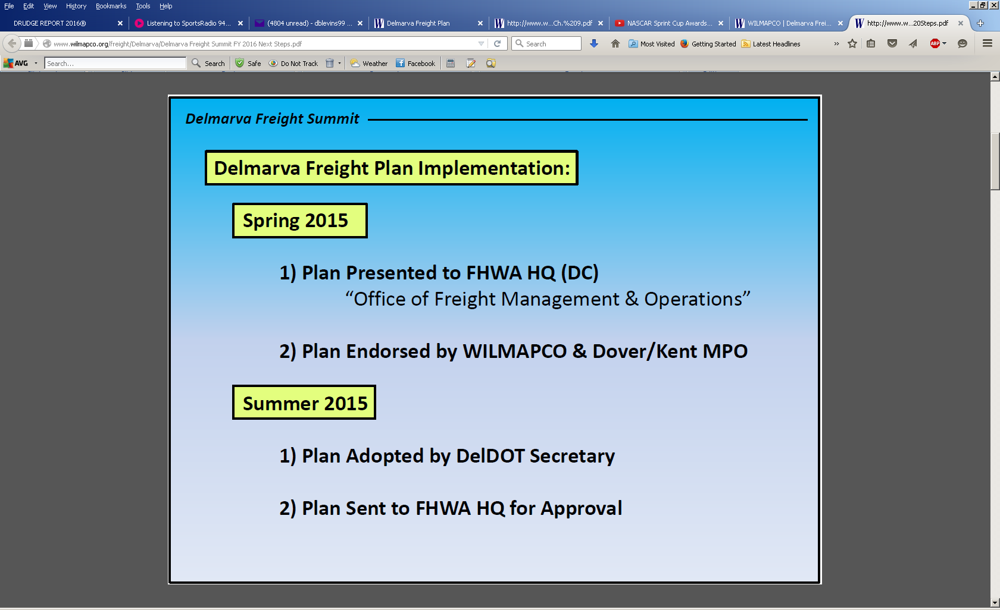 File Edit View History Bookmarks Tools Help
DRUDGE REPORT 2016®
Listening to SportsRadio 94...
(4804 unread) - dblevins99 ...
Delmarva Freight Plan
http://www.w...Ch.%209.pdf
NASCAR Sprint Cup Awards...
WILMAPCO | Delmarva Frei...
http://www.w...20Steps.pdf
www.wilmapco.org/freight/Delmarva/Delmarva Freight Summit FY 2016 Next Steps.pdf
Search
Most Visited
Getting Started
Latest Headlines
»
ABP
AVG
Search...
Search
Safe
Do Not Track
Weather
Facebook
Delmarva Freight Summit
Delmarva Freight Plan Implementation:
Spring 2015
1) Plan Presented to FHWA HQ (DC)
“Office of Freight Management & Operations”
2) Plan Endorsed by WILMAPCO & Dover/Kent MPO
Summer 2015
1) Plan Adopted by DelDOT Secretary
2) Plan Sent to FHWA HQ for Approval